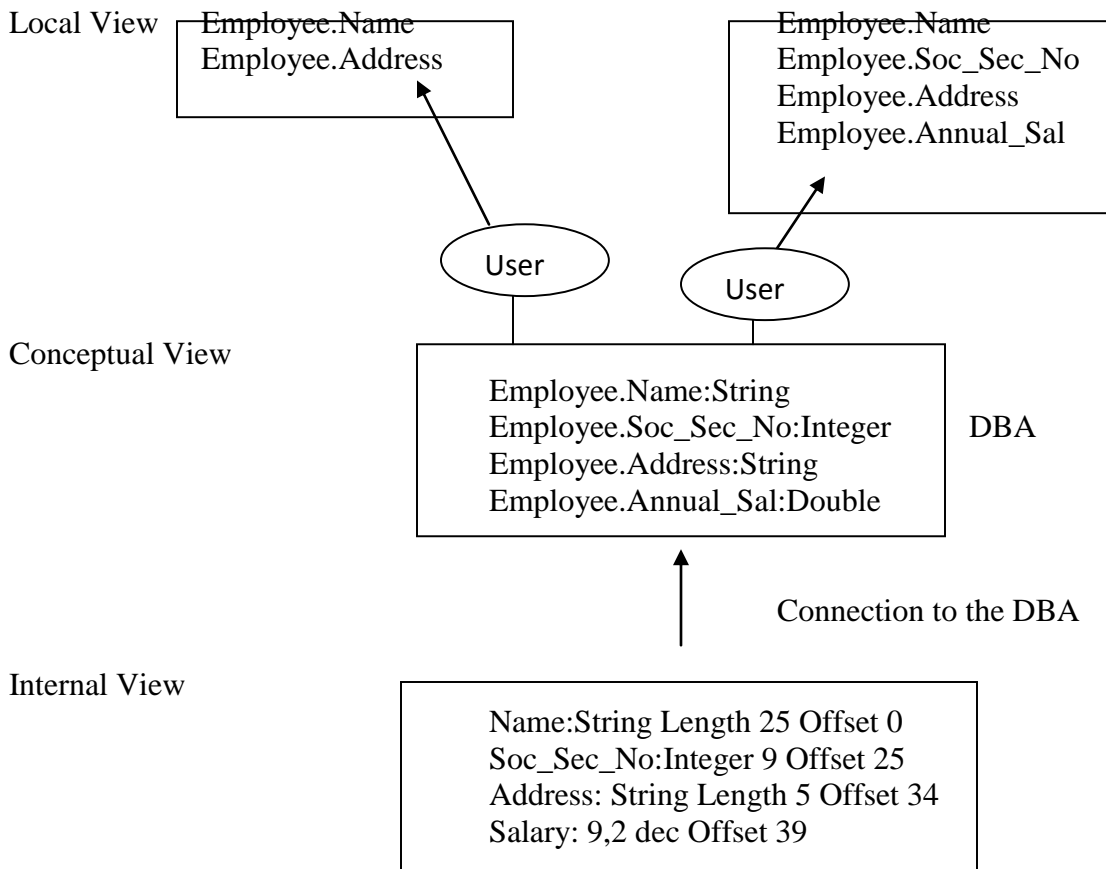 Local View
Employee.Name
Employee.Address
Employee.Name
Employee.Soc_Sec_No
Employee.Address
Employee.Annual_Sal
User
User
Conceptual View
Employee.Name:String
Employee.Soc_Sec_No:Integer
Employee.Address:String
Employee.Annual_Sal:Double
DBA
Connection to the DBA
Internal View
Name:String Length 25 Offset 0
Soc_Sec_No:Integer 9 Offset 25
Address: String Length 5 Offset 34
Salary: 9,2 dec Offset 39